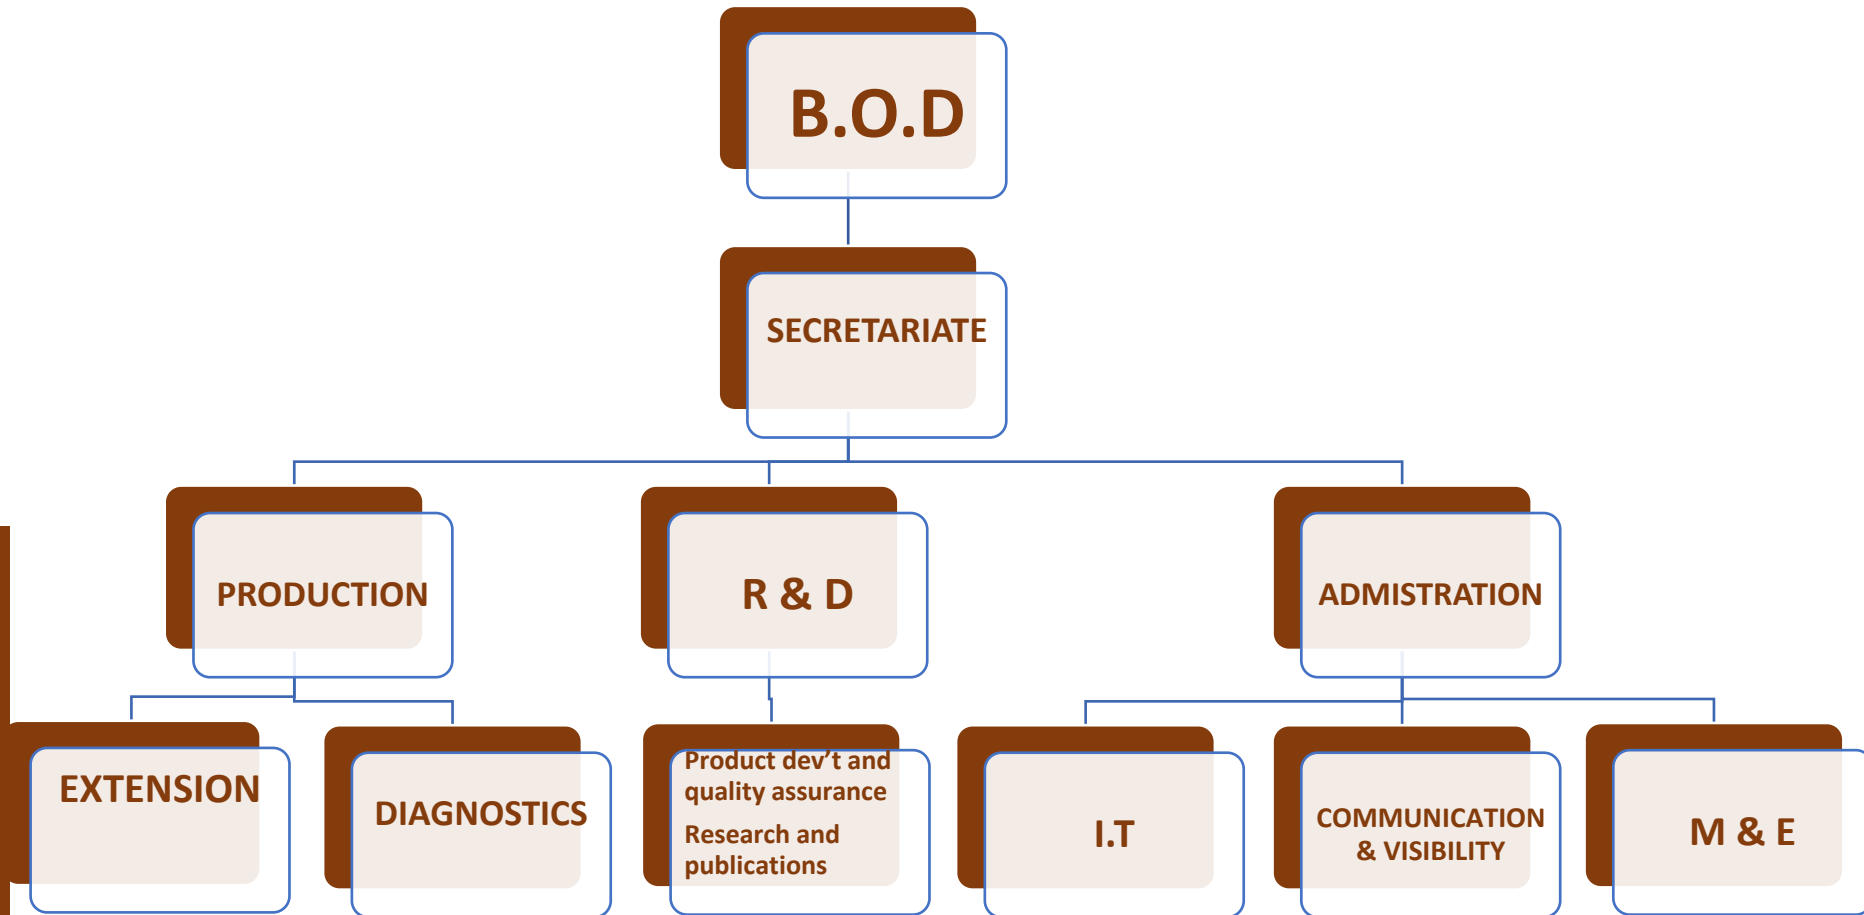 B.O.D
SECRETARIATE
PRODUCTION
R & D
ADMISTRATION
EXTENSION
DIAGNOSTICS
Product dev't and
quality assurance
Research and
publications
I.T
COMMUNICATION
& VISIBILITY
M & E